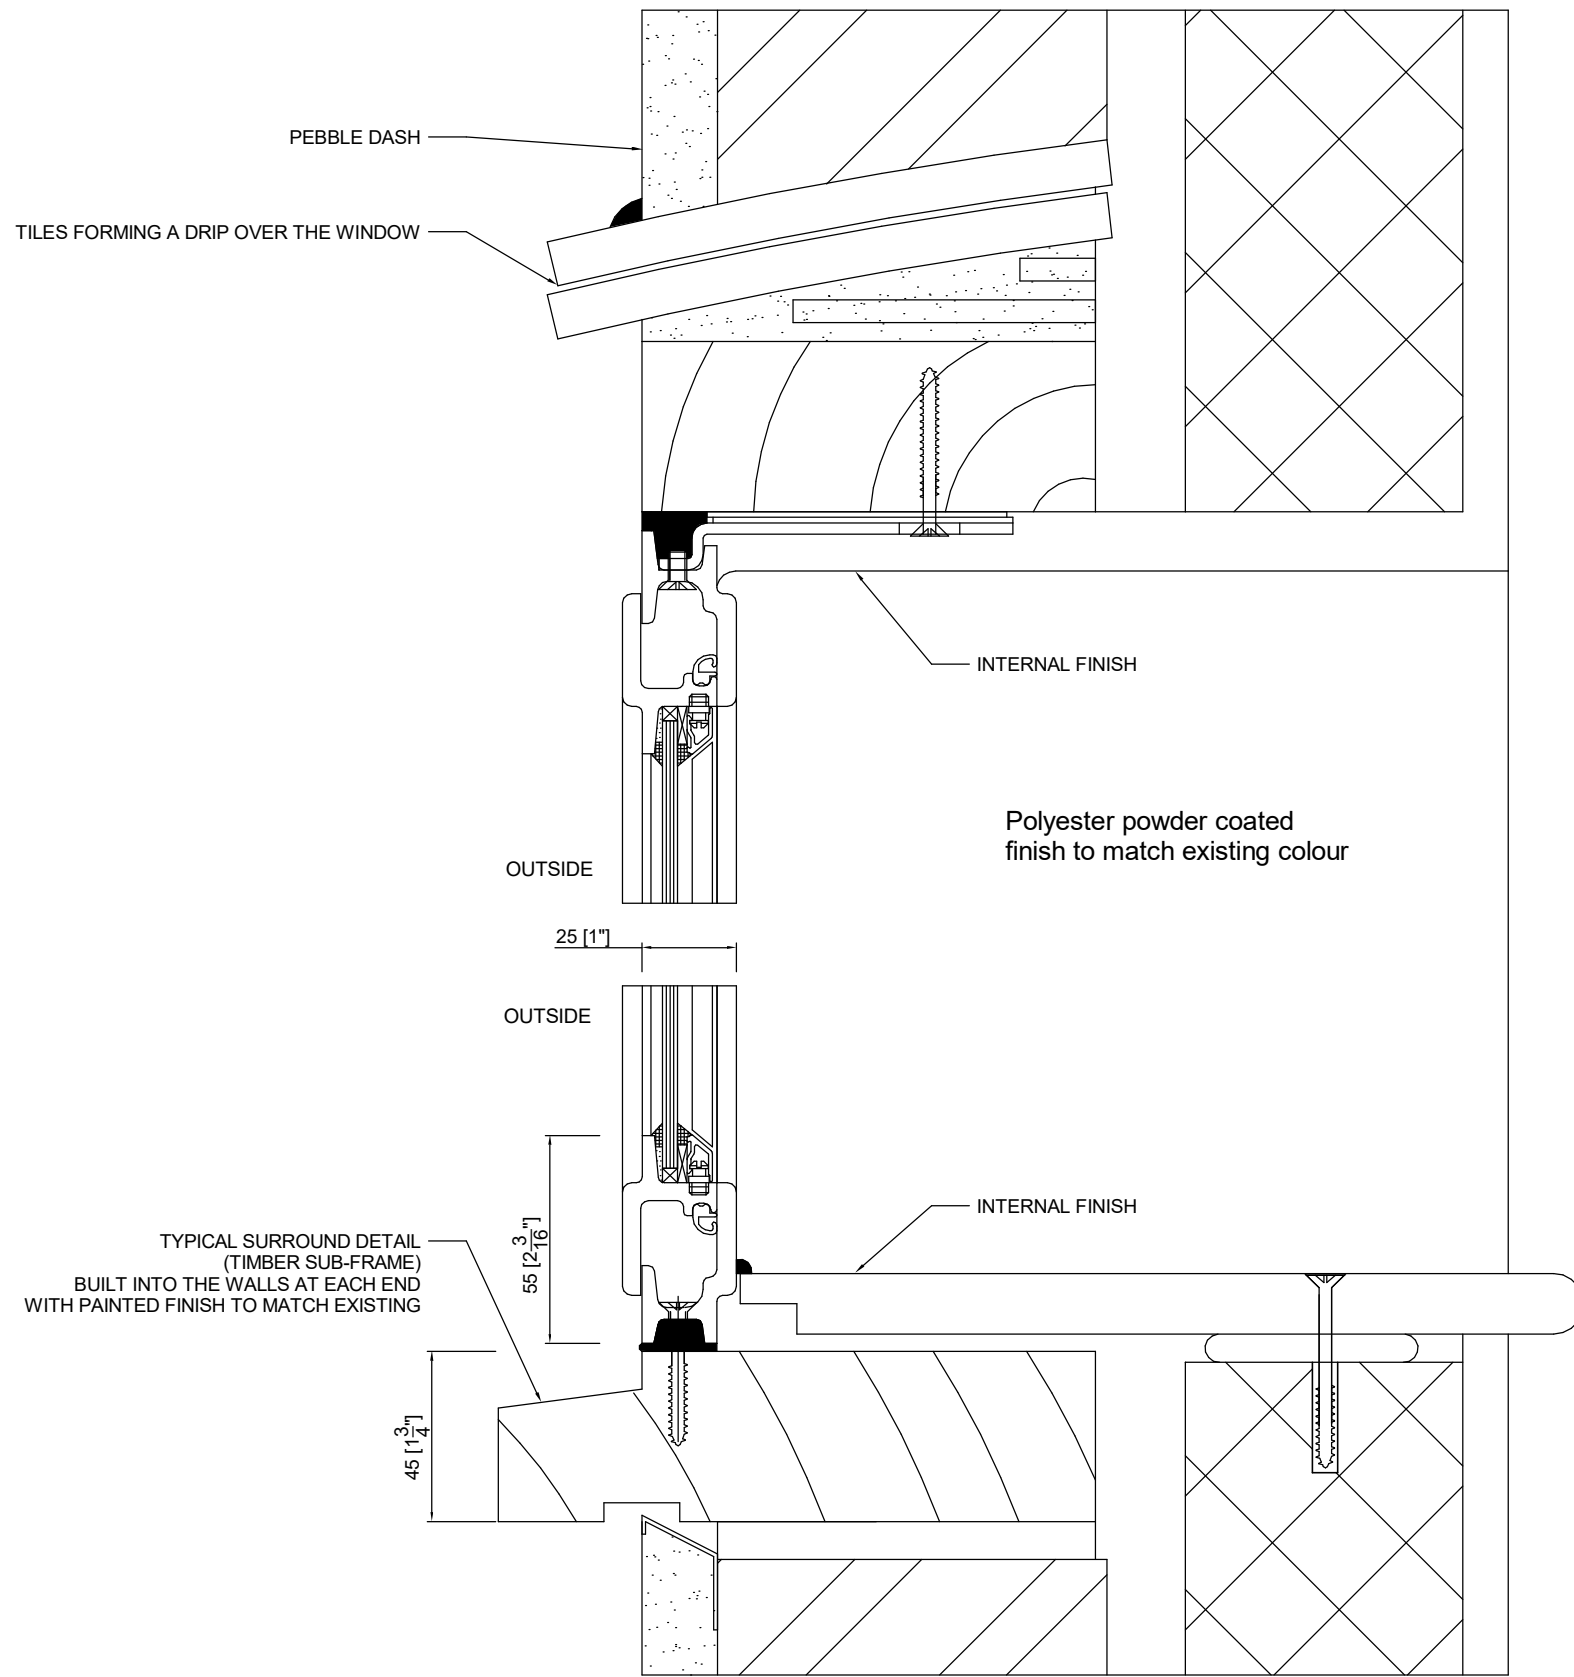 PEBBLE DASH
TILES FORMING A DRIP OVER THE WINDOW
INTERNAL FINISH
Polyester powder coated
finish to match existing colour
OUTSIDE
25 [1"]
OUTSIDE
INTERNAL FINISH
55 [2 3/16"]
TYPICAL SURROUND DETAIL
(TIMBER SUB-FRAME)
BUILT INTO THE WALLS AT EACH END
WITH PAINTED FINISH TO MATCH EXISTING
45 [1 3/4"]